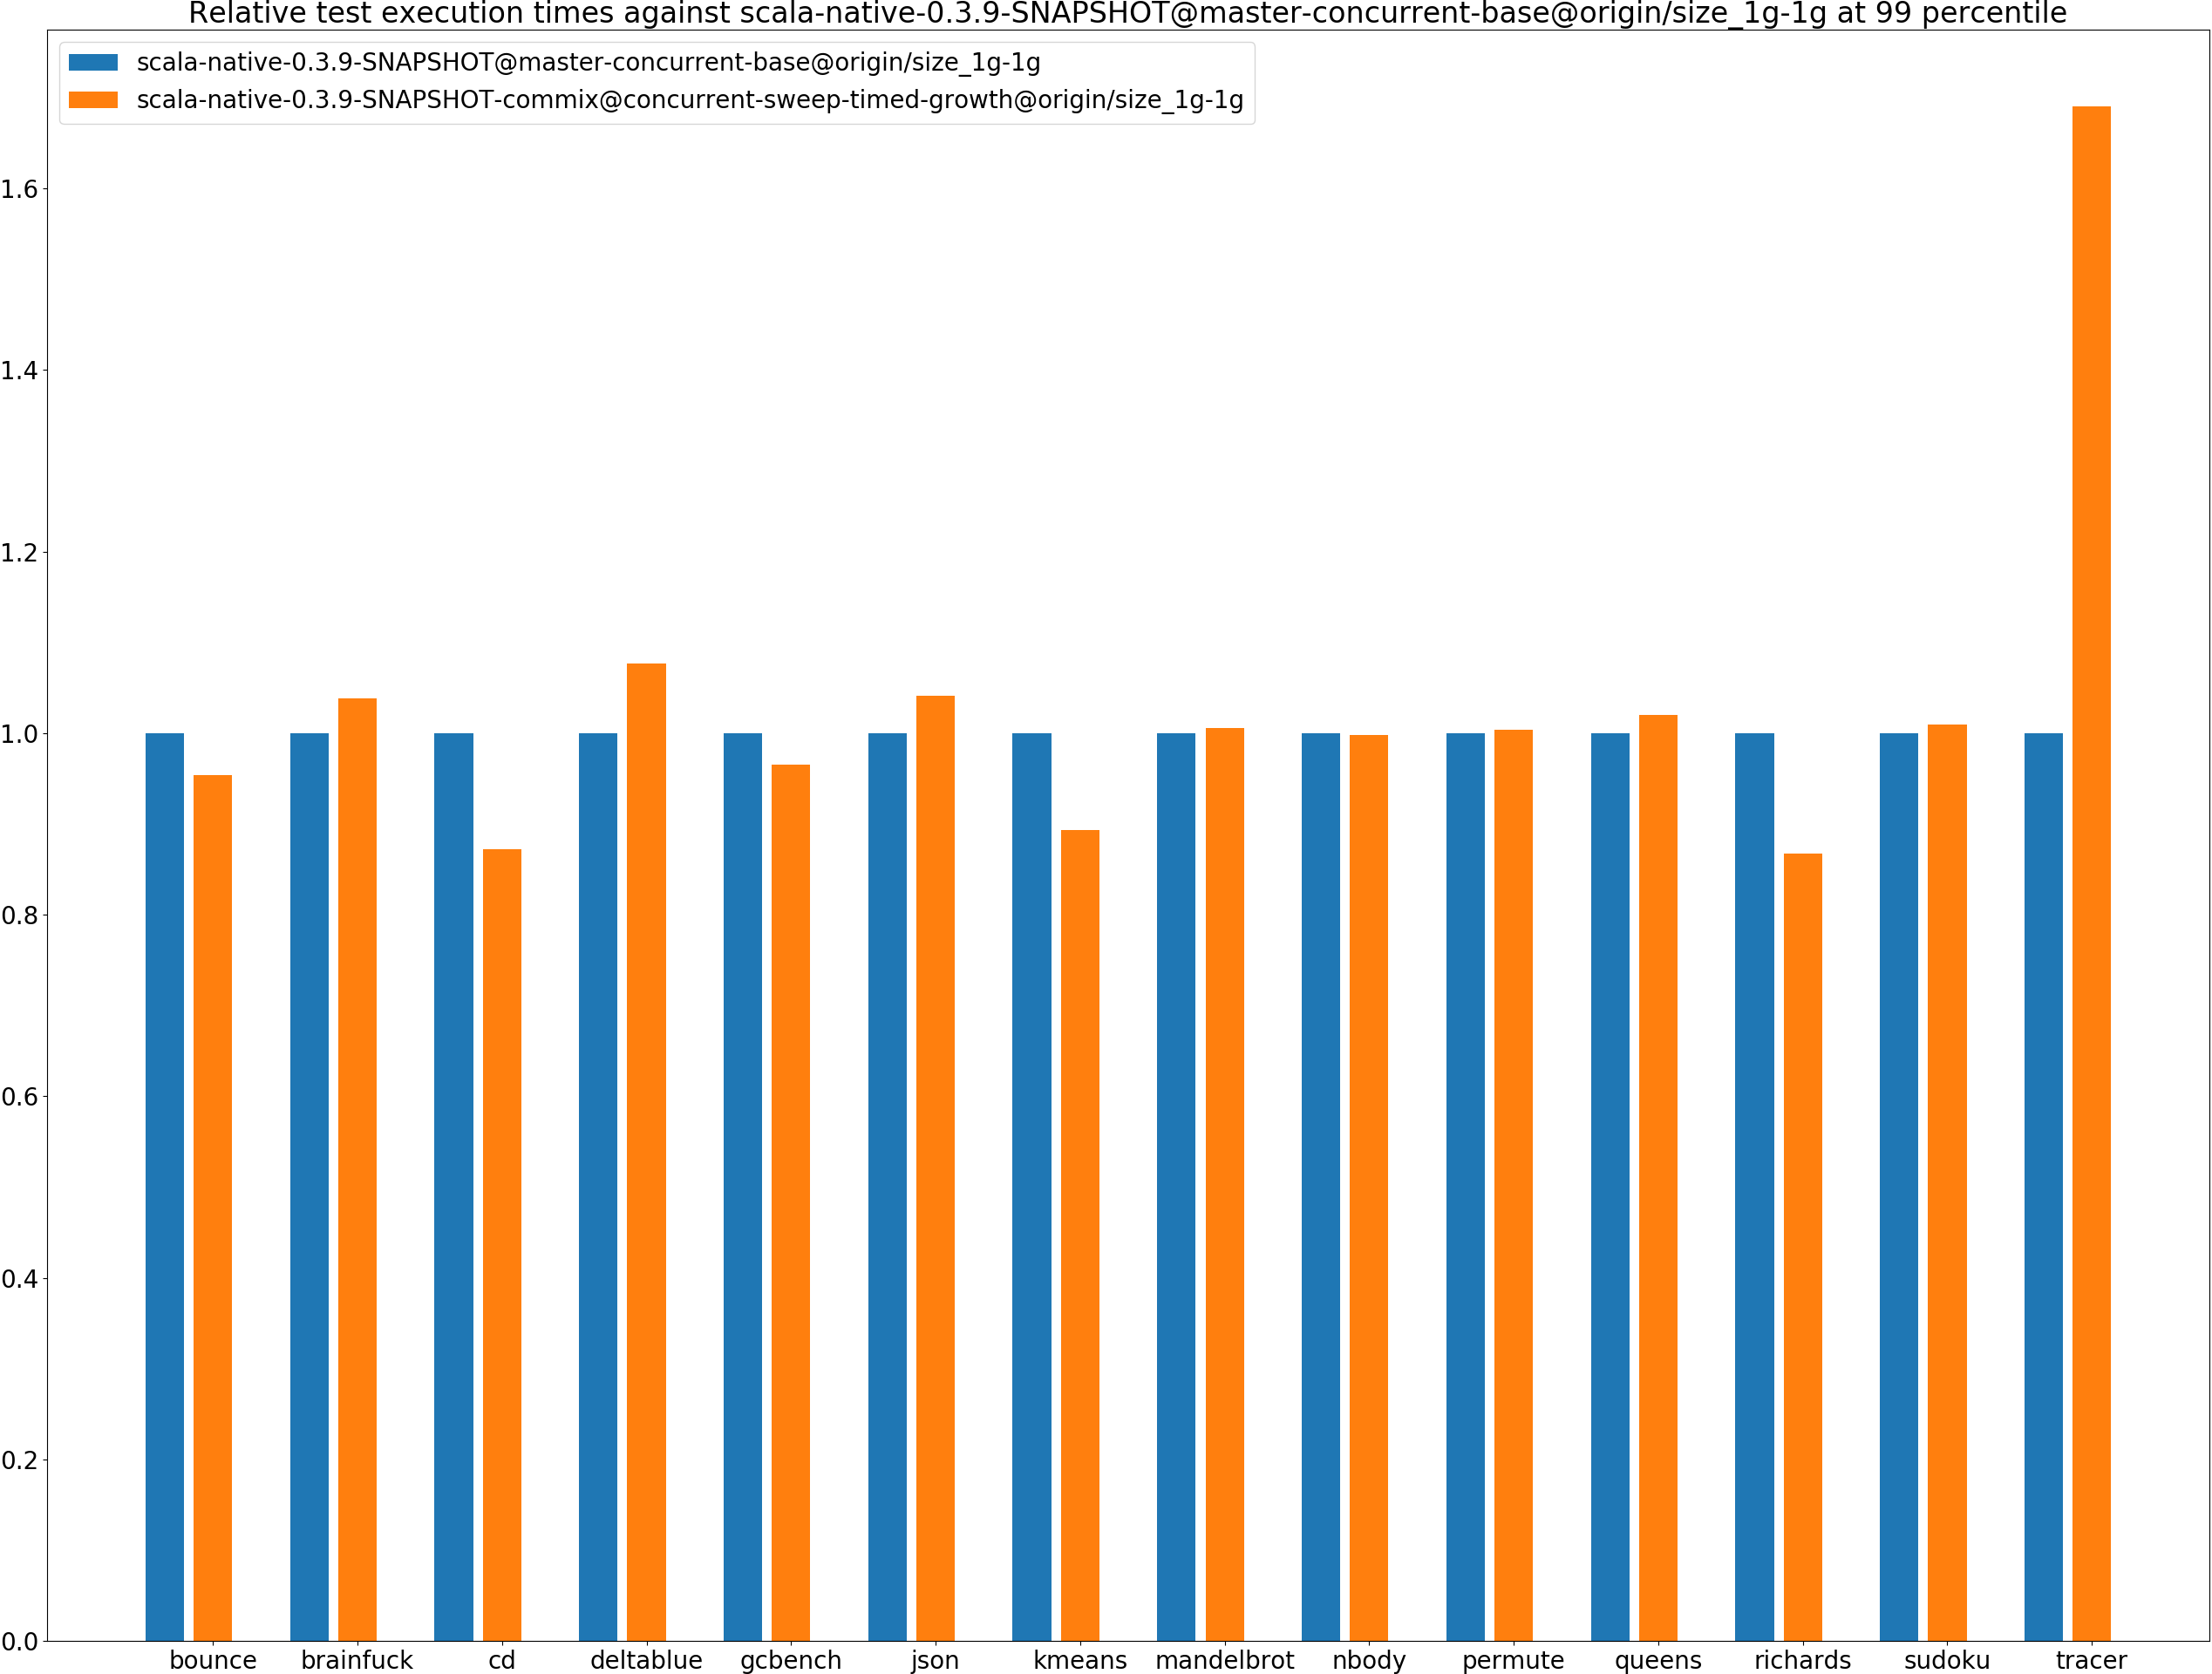 Relative test execution times against scala-native-0.3.9-SNAPSHOT@master-concurrent-base@origin/size_1g-1g at 99 percentile
scala-native-0.3.9-SNAPSHOT@master-concurrent-base@origin/size_1g-1g
scala-native-0.3.9-SNAPSHOT-commix@concurrent-sweep-timed-growth@origin/size_1g-1g
1.6
1.4
1.2
1.0
0.8
0.6
0.4
0.2
0.0
bounce brainfuck cd deltablue gcbench json kmeans mandelbrot nbody permute queens richards sudoku tracer